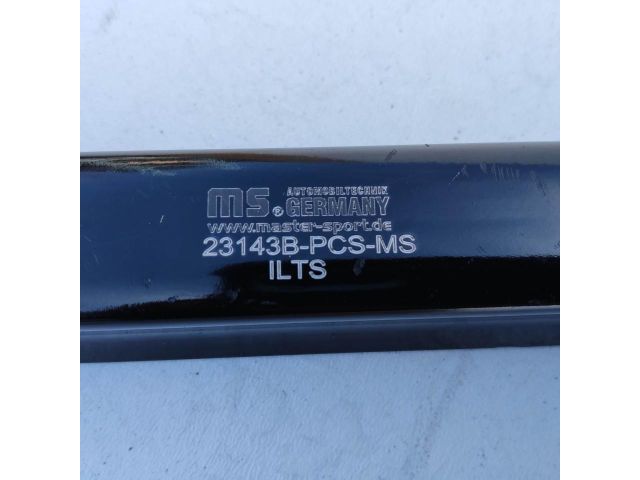 AUTOMOBILTECHNIK
ms® GERMANY
www.master-sport.de
23143B-PCS-MS
ILTS